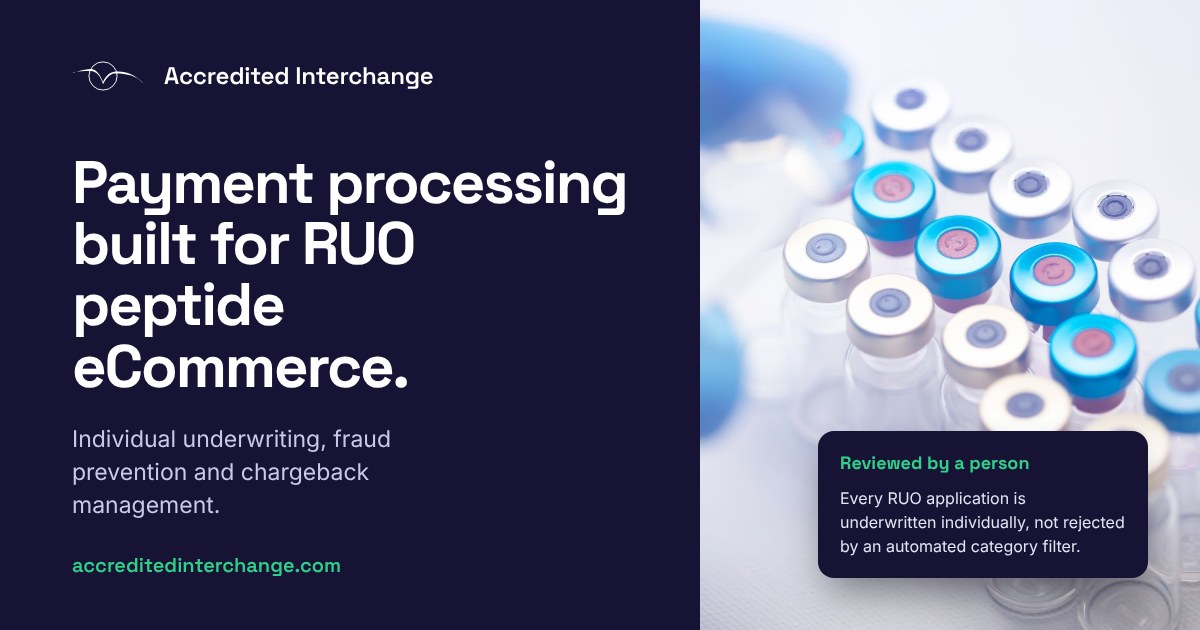 Accredited Interchange
Payment processing
built for RUO
peptide
eCommerce.
Individual underwriting, fraud
prevention and chargeback
management.
accreditedinterchange.com
Reviewed by a person
Every RUO application is
underwritten individually, not rejected
by an automated category filter.